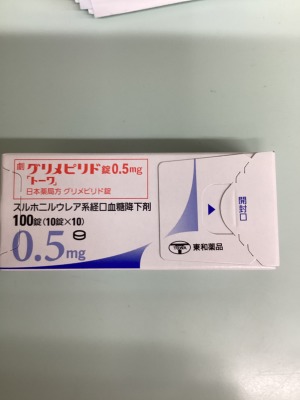 劇 グリメピリド錠0.5mg
「トーワ」
日本薬局方 グリメピリド錠
スルホニルウレア系経口血糖降下剤
100錠(10錠×10)
0.5mg
開封口
東和薬品